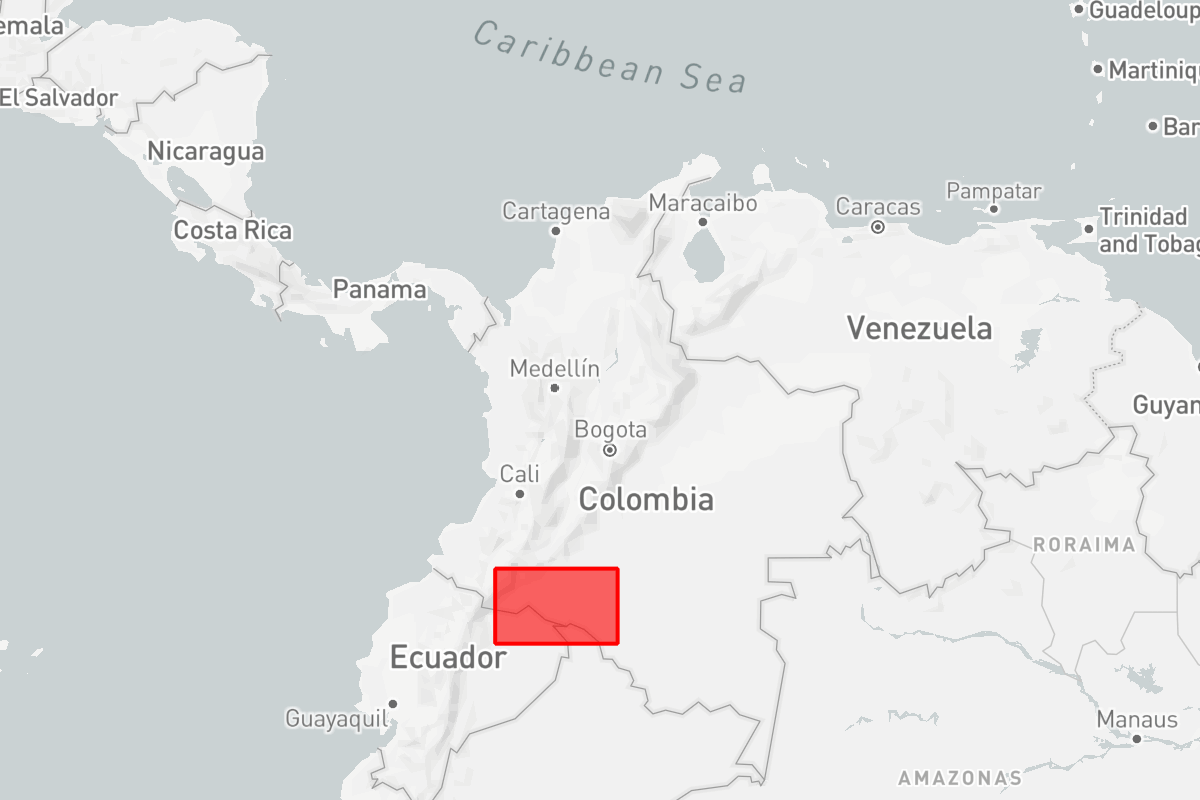 Guadeloup
emala
Caribbean Sea
Martiniqu
El Salvador
Bar
Nicaragua
Pampatar
Maracaibo
Cartagena
Caracas
Trinidad
and Tobag
Costa Rica
Panama
Venezuela
Medellín
Guyan
Bogota
Cali
Colombia
RORAIMA
Ecuador
Guayaquil
Manaus
AMAZONAS